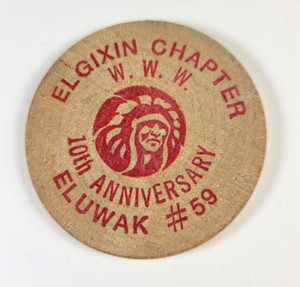 ELGIXIN CHAPTER
W. W. W.
10th ANNIVERSARY
ELUWAK #59